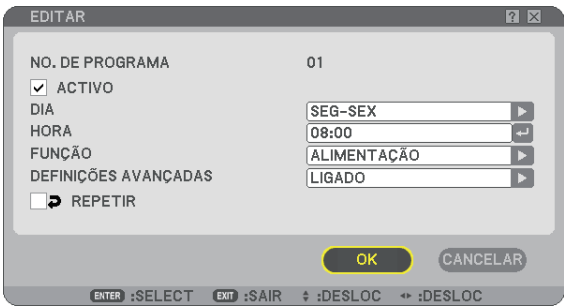 EDITAR
NO. DE PROGRAMA 01
ACTIVO
DIA SEG-SEX
HORA 08:00
FUNÇÃO ALIMENTAÇÃO
DEFINIÇÕES AVANÇADAS LIGADO
REPETIR
OK CANCELAR
ENTER :SELECT EXIT :SAIR :DESLOC :DESLOC